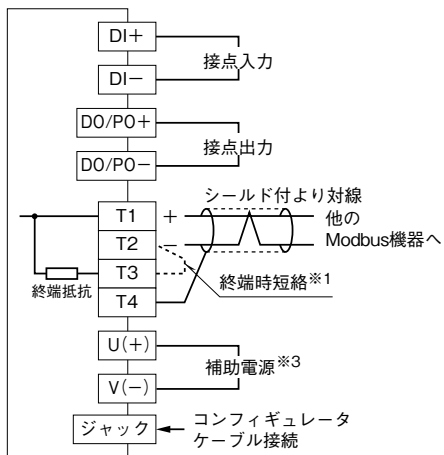 DI+
接点入力
DI−
DO/PO+
接点出力
DO/PO−
シールド付より対線
T1
+
他の
Modbus機器へ
T2
−
T3
終端時短絡※1
終端抵抗
T4
U(+)
補助電源※3
V(−)
ジャック
コンフィギュレータ
ケーブル接続